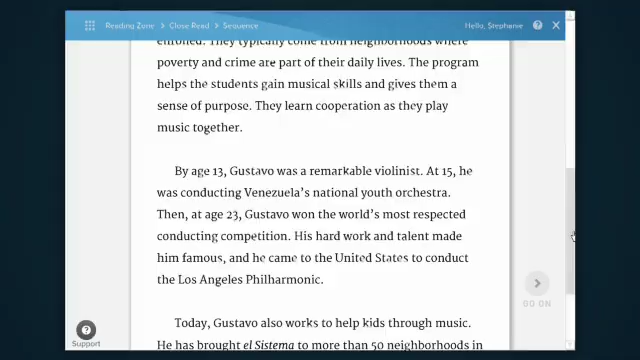 Reading Zone > Close Read > Sequence
Hello, Stephanie
enrolled. They typically come from neighborhoods where
poverty and crime are part of their daily lives. The program
helps the students gain musical skills and gives them a
sense of purpose. They learn cooperation as they play
music together.
By age 13, Gustavo was a remarkable violinist. At 15, he
was conducting Venezuela's national youth orchestra.
Then, at age 23, Gustavo won the world's most respected
conducting competition. His hard work and talent made
him famous, and he came to the United States to conduct
the Los Angeles Philharmonic.
GO ON
Today, Gustavo also works to help kids through music.
He has brought el Sistema to more than 50 neighborhoods in
Support